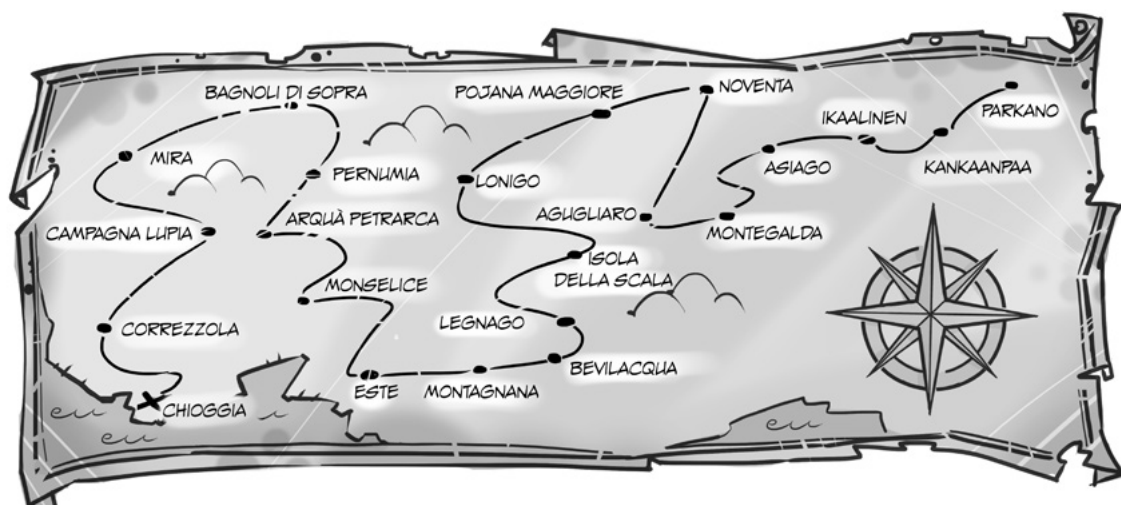 BAGNOLI DI SOPRA
POJANA MAGGIORE
NOVENTA
IKAALINEN
PARKANO
MIRA
PERNUMIA
LONIGO
ASIAGO
KANKAANPAA
CAMPAGNA LUPIA
ARQUÀ PETRARCA
AGUGLIARO
MONTEGALDA
MONSELICE
ISOLA
DELLA SCALA
CORREZZOLA
LEGNAGO
ESTE
MONTAGNANA
BEVILACQUA
CHIOGGIA